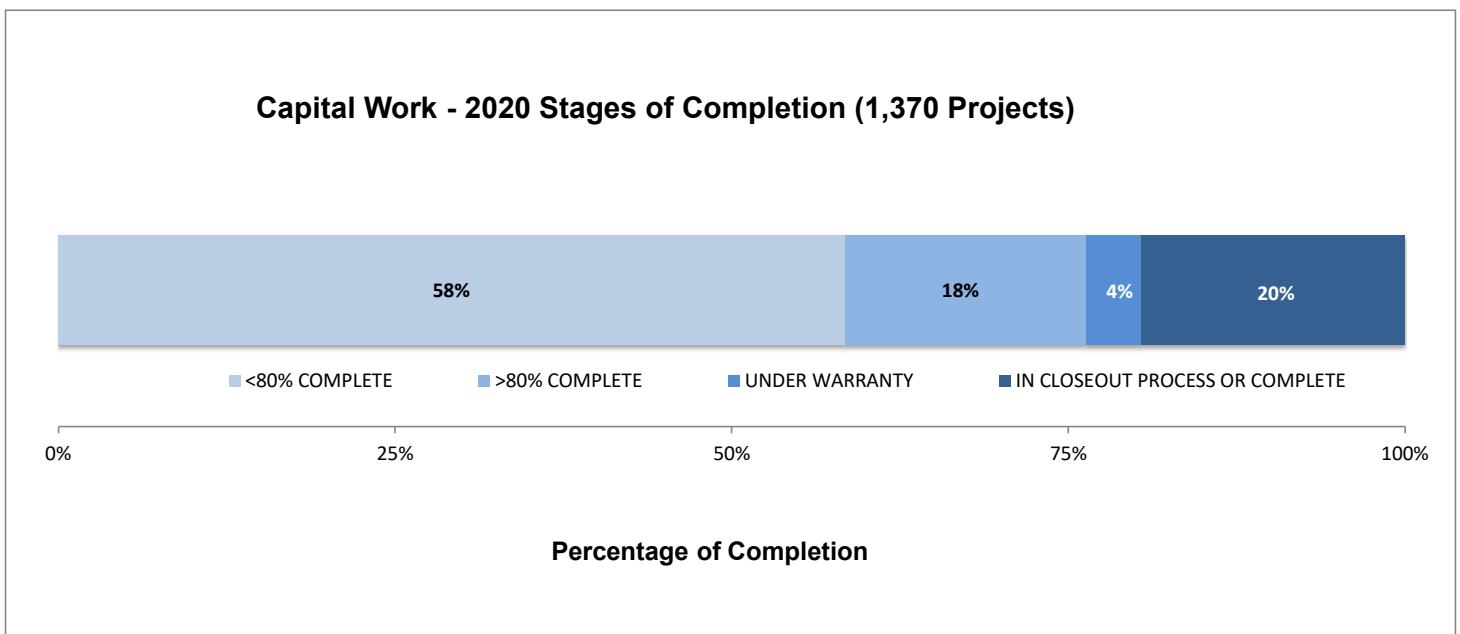 Capital Work - 2020 Stages of Completion (1,370 Projects)
58% 18% 4% 20%
<80% COMPLETE >80% COMPLETE UNDER WARRANTY IN CLOSEOUT PROCESS OR COMPLETE
0% 25% 50% 75% 100%
Percentage of Completion